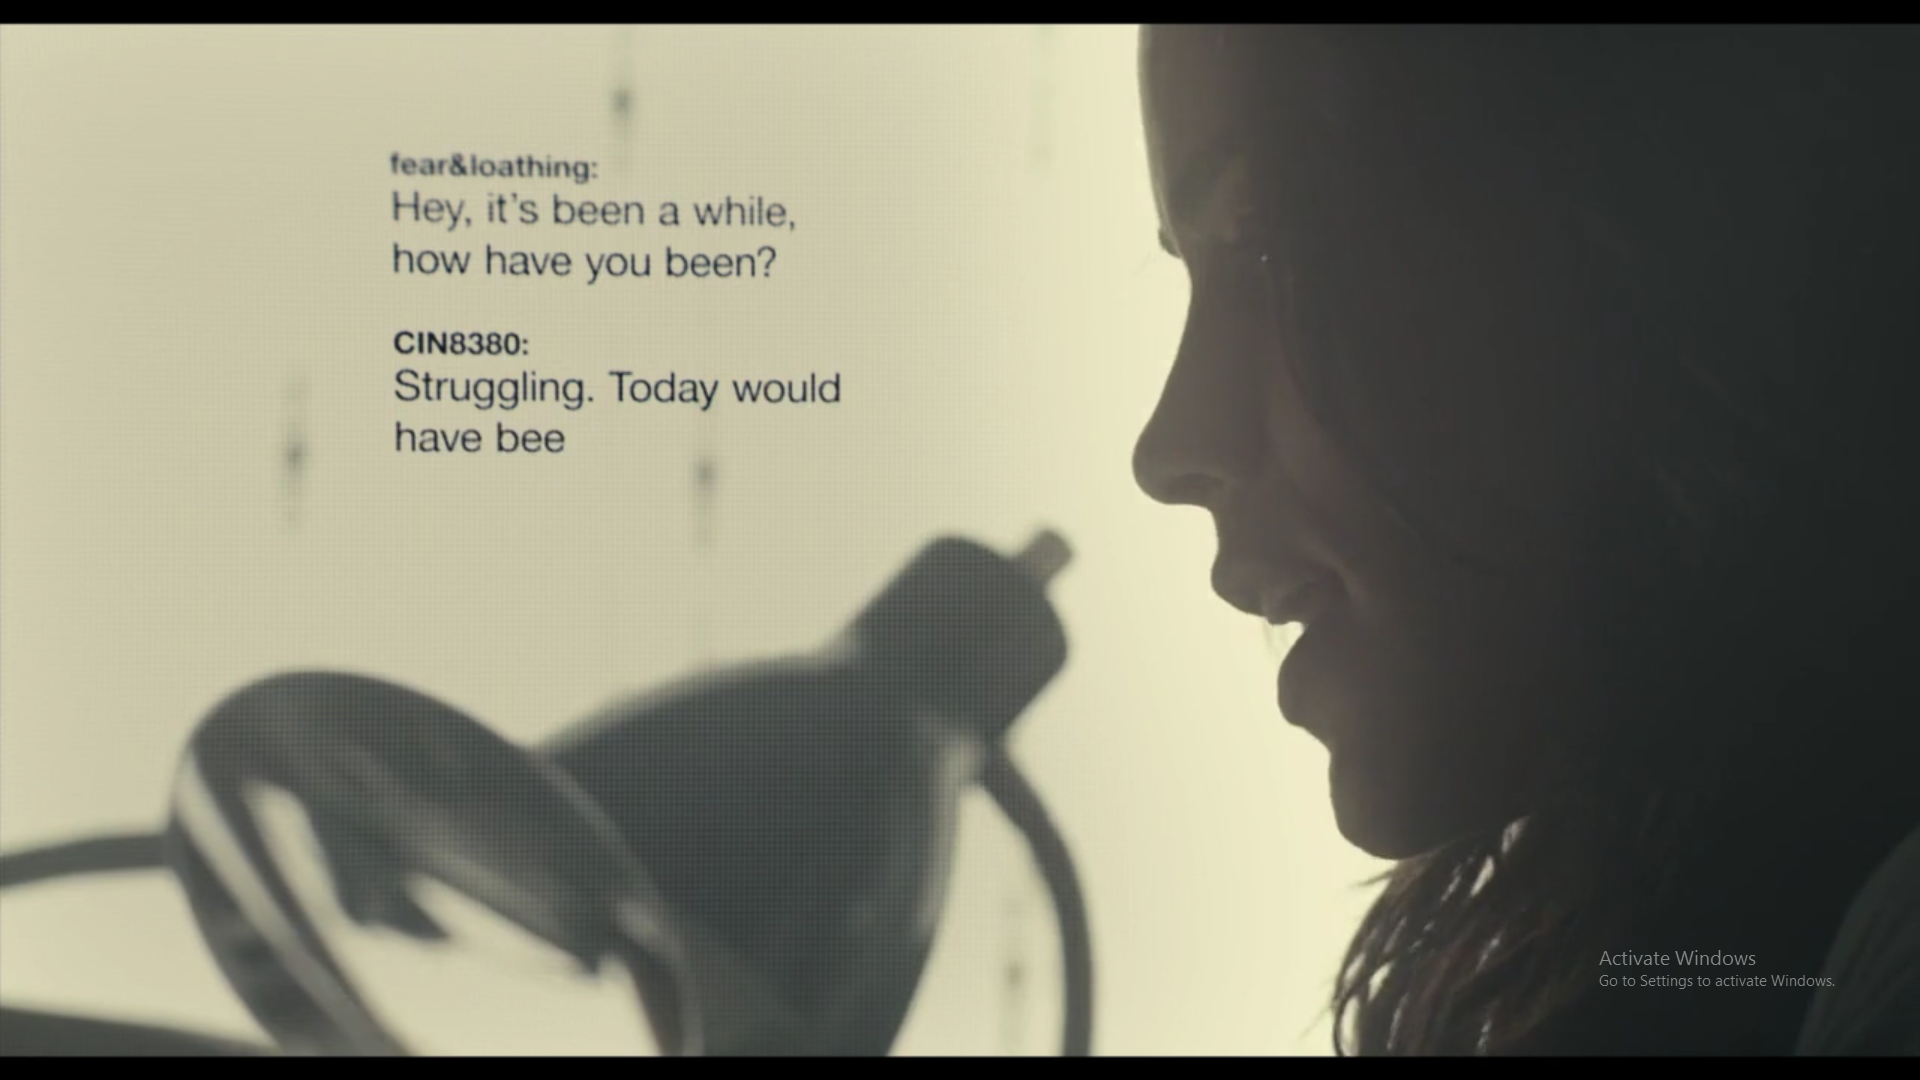 fear&loathing:
Hey, it's been a while,
how have you been?
CIN8380:
Struggling. Today would
have bee
Activate Windows
Go to Settings to activate Windows.